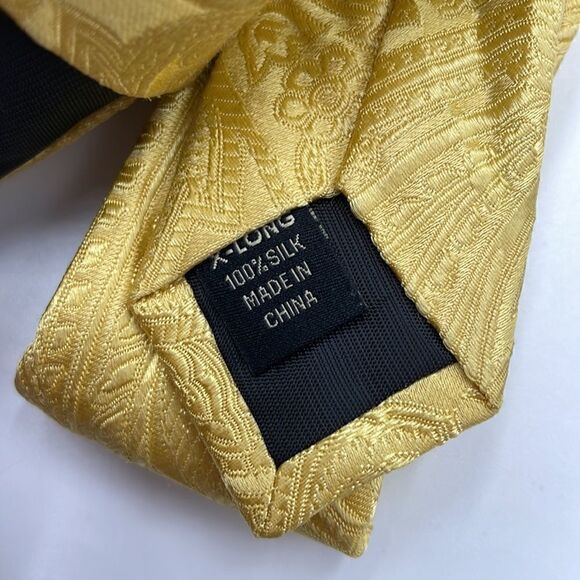 X-LONG
100% SILK
MADE IN
CHINA